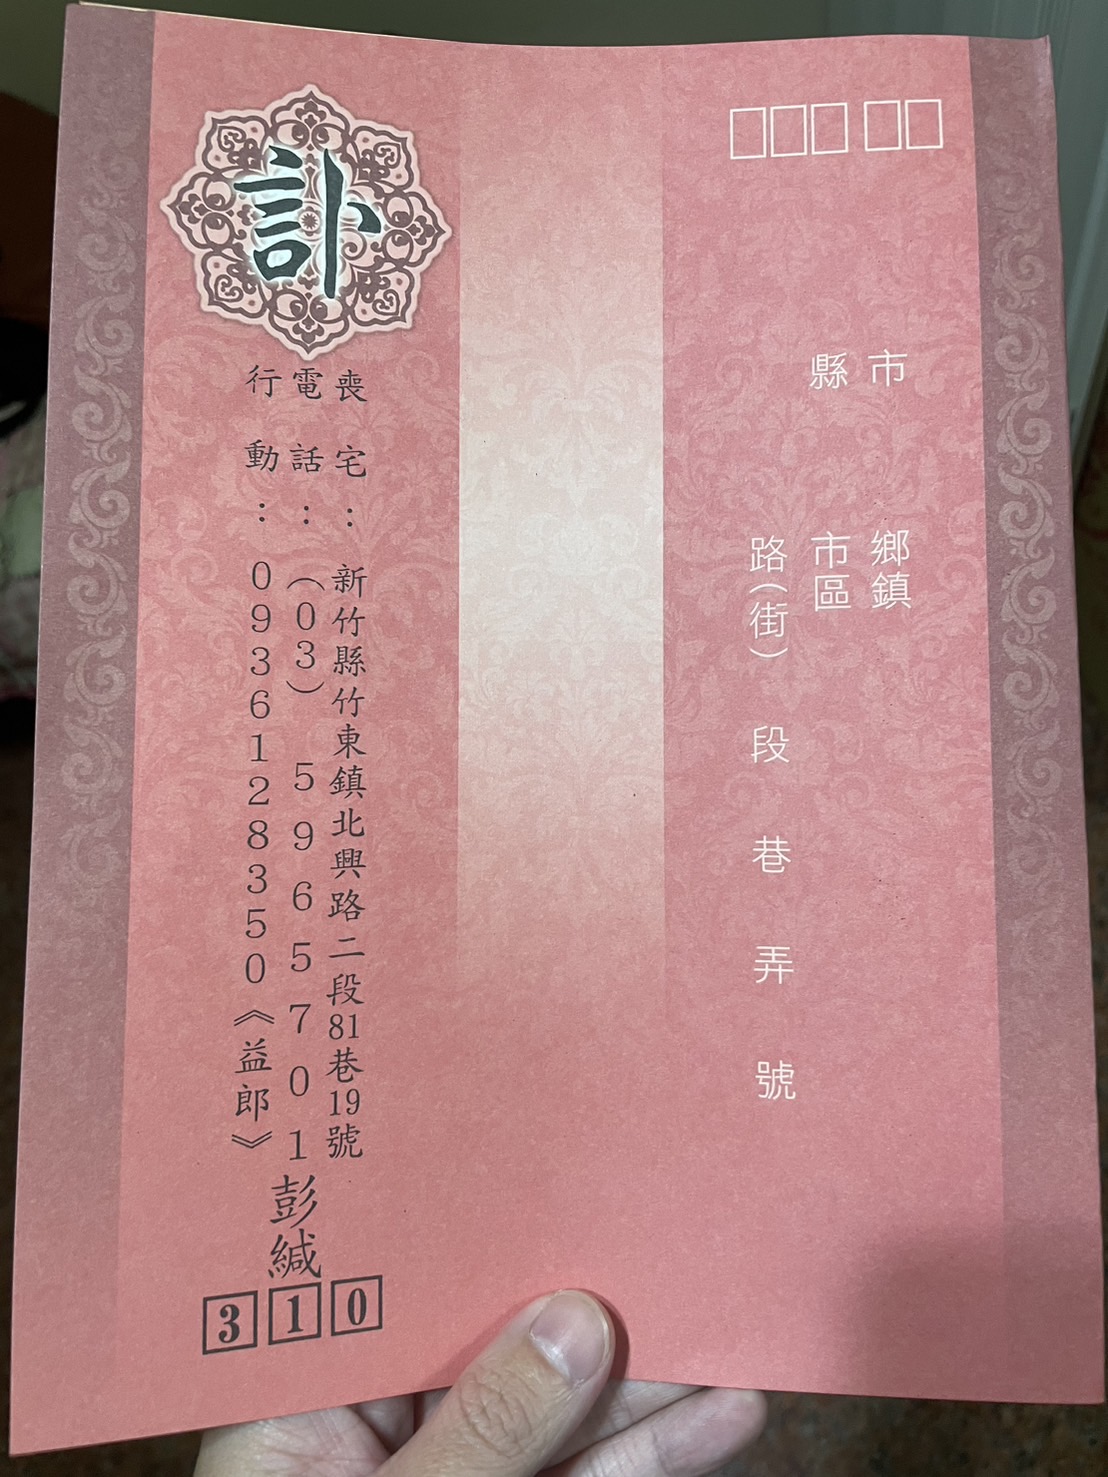 市
縣
鄉鎮
市區
路(街) 段 巷 弄 號
訃
喪宅：新竹縣竹東鎮北興路二段81巷19號
電話：(03) 5965701
行動：0936128350《益郎》
彭緘
310